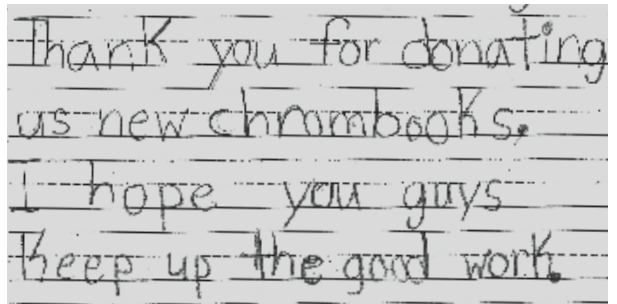 Thank you for donating
us new chrombooks.
I hope you guys
keep up the good work.